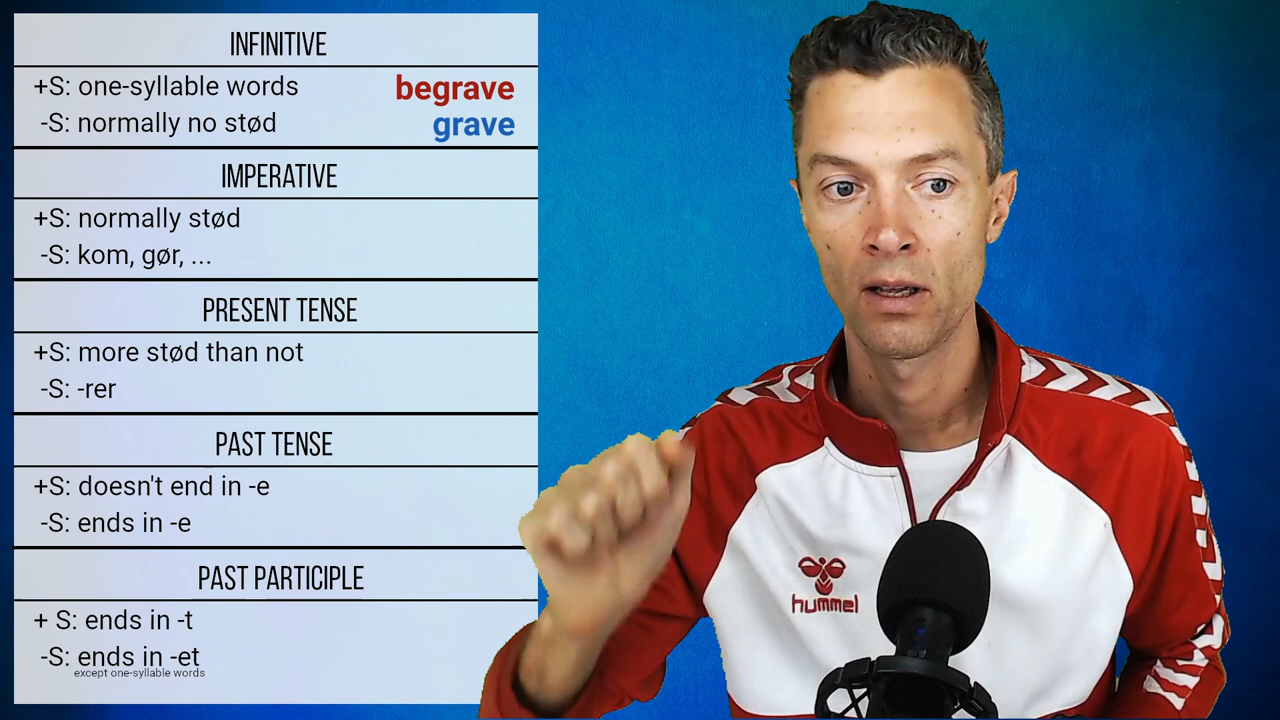 INFINITIVE
+S: one-syllable words begrave
-S: normally no stød grave
IMPERATIVE
+S: normally stød
-S: kom, gør, ...
PRESENT TENSE
+S: more stød than not
-S: -rer
PAST TENSE
+S: doesn't end in -e
-S: ends in -e
PAST PARTICIPLE
+ S: ends in -t
-S: ends in -et
except one-syllable words
hummel